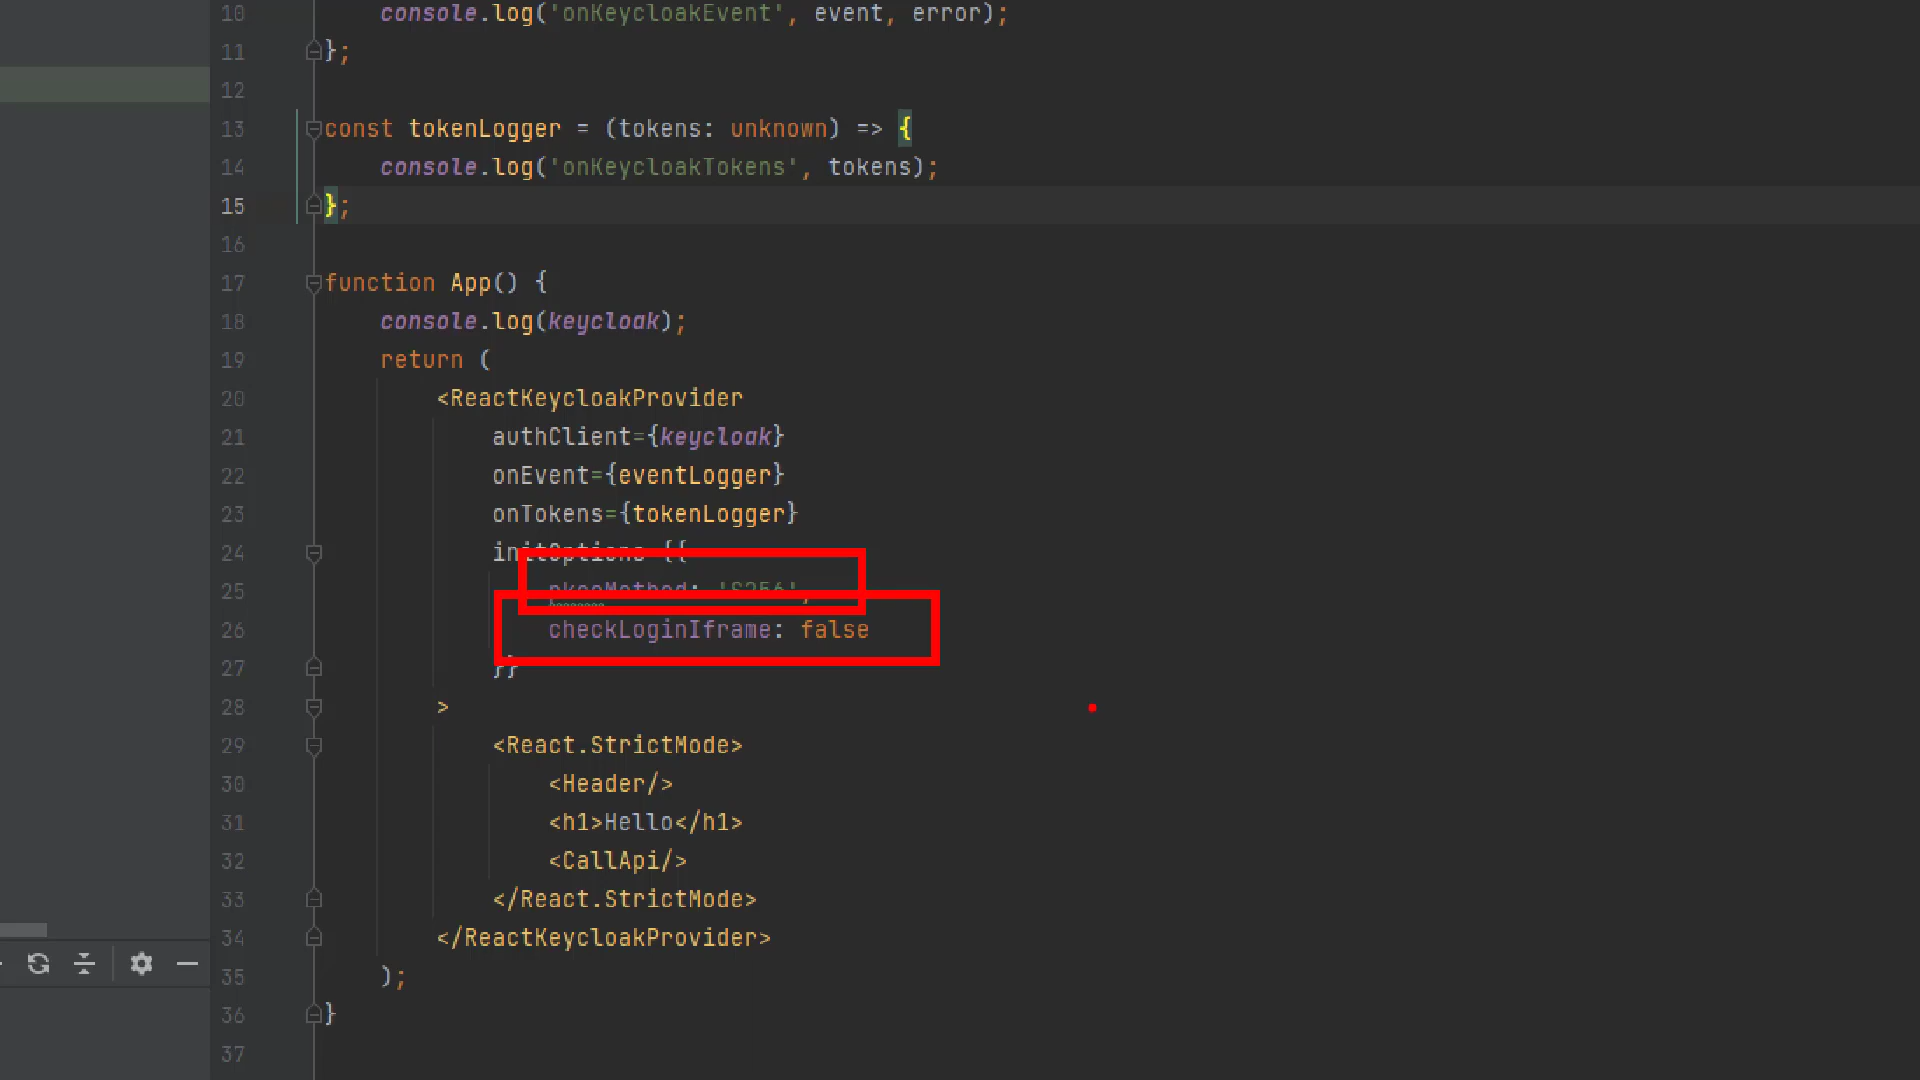 10 console.log('onKeycloakEvent', event, error);
11 };
12
13 const tokenLogger = (tokens: unknown) => {
14 console.log('onKeycloakTokens', tokens);
15 };
16
17 function App() {
18 console.log(keycloak);
19 return (
20 <ReactKeycloakProvider
21 authClient={keycloak}
22 onEvent={eventLogger}
23 onTokens={tokenLogger}
24 initOptions={{
25 pkceMethod: 'S256',
26 checkLoginIframe: false
27 }}
28 >
29 <React.StrictMode>
30 <Header/>
31 <h1>Hello</h1>
32 <CallApi/>
33 </React.StrictMode>
34 </ReactKeycloakProvider>
35 );
36 }
37